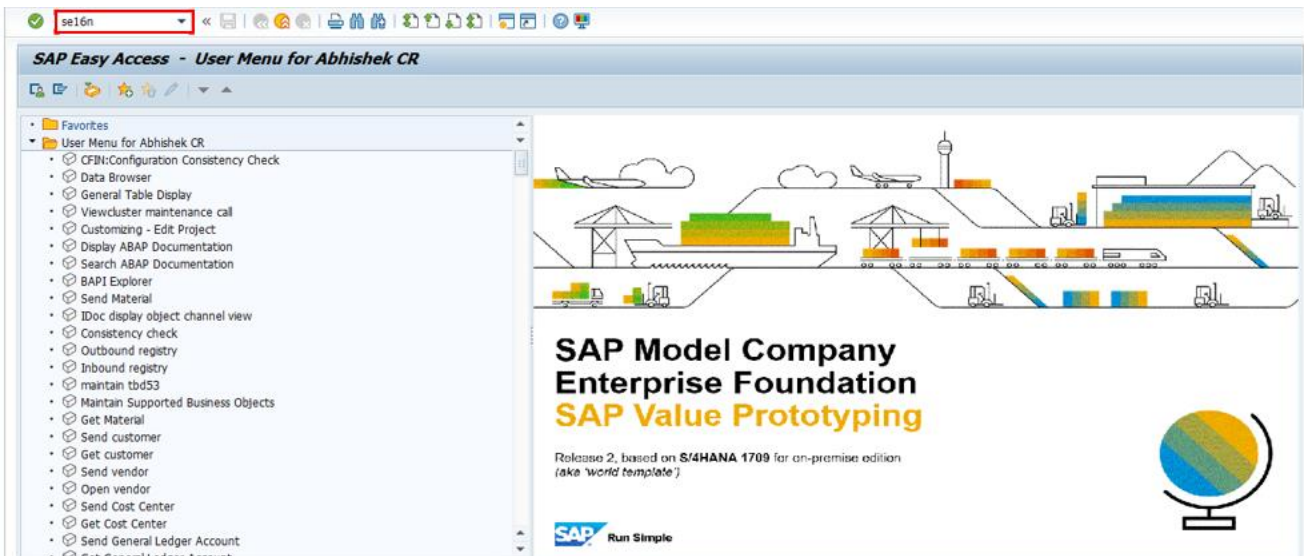 se16n
SAP Easy Access - User Menu for Abhishek CR
Favorites
User Menu for Abhishek CR
CFIN:Configuration Consistency Check
Data Browser
General Table Display
Viewcluster maintenance call
Customizing - Edit Project
Display ABAP Documentation
Search ABAP Documentation
BAPI Explorer
Send Material
IDoc display object channel view
Consistency check
Outbound registry
Inbound registry
maintain tbd53
Maintain Supported Business Objects
Get Material
Send customer
Get customer
Send vendor
Open vendor
Send Cost Center
Get Cost Center
Send General Ledger Account
Get General Ledger Account
SAP Model Company
Enterprise Foundation
SAP Value Prototyping
Release 2, based on S/4HANA 1709 for on-premise edition
(aka 'world template')
SAP Run Simple